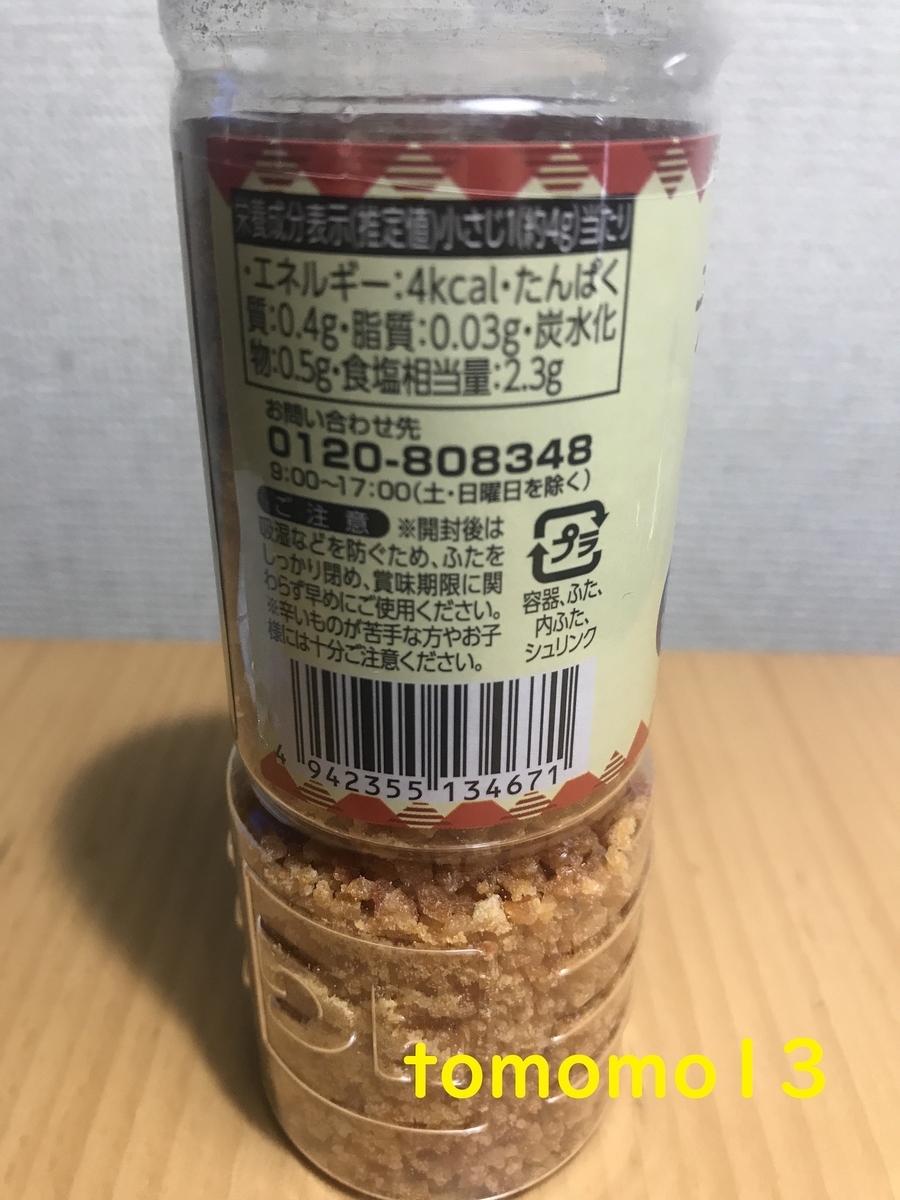 栄養成分表示(推定値)小さじ1(約4g)当たり
・エネルギー:4kcal・たんぱく
質:0.4g・脂質:0.03g・炭水化
物:0.5g・食塩相当量:2.3g
お問い合わせ先
0120-808348
9:00〜17:00(土・日曜日を除く)
ご注意 ※開封後は
吸湿などを防ぐため、ふたを
しっかり閉め、賞味期限に関
わらず早めにご使用ください。
※辛いものが苦手な方やお子
様には十分ご注意ください。
プラ
容器、ふた、
内ふた、
シュリンク
4 942355 134671
tomomo13